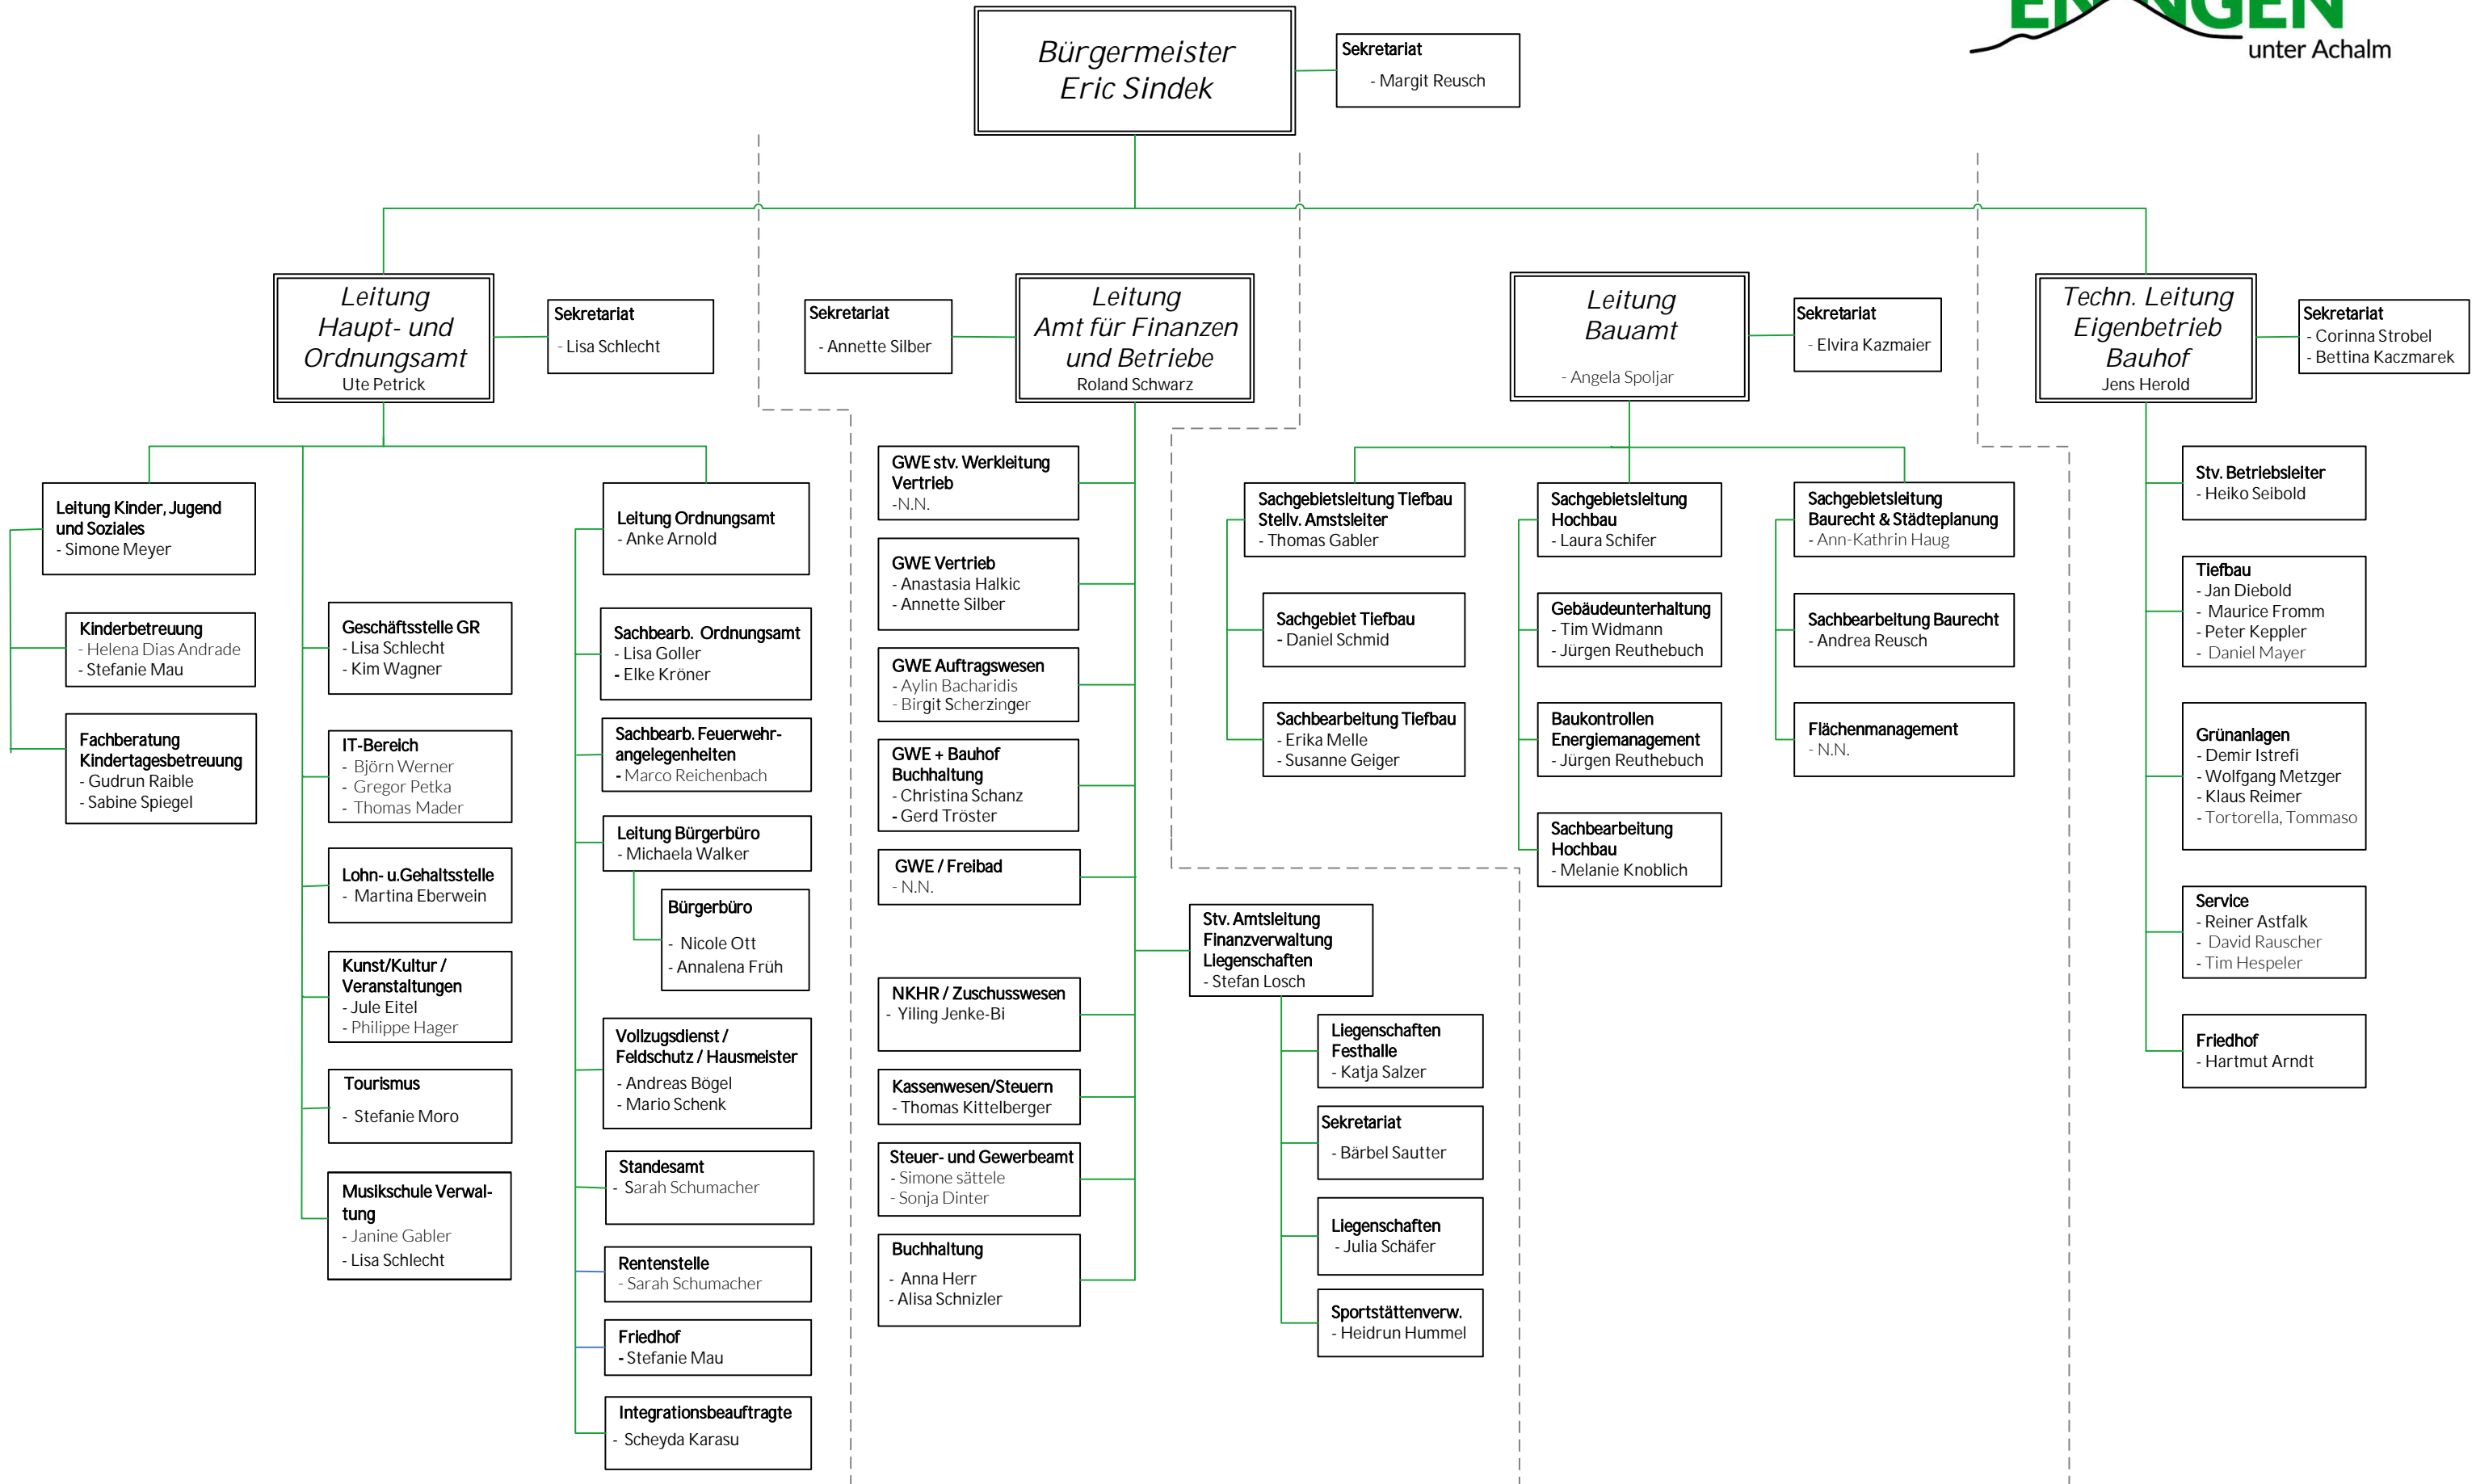 unter Achalm
Bürgermeister
Eric Sindek
Sekretariat
- Margit Reusch
Leitung
Haupt- und
Ordnungsamt
Ute Petrick
Sekretariat
- Lisa Schlecht
Sekretariat
- Annette Silber
Leitung
Amt für Finanzen
und Betriebe
Roland Schwarz
Leitung
Bauamt
- Angela Spoljar
Sekretariat
- Elvira Kazmaier
Techn. Leitung
Eigenbetrieb
Bauhof
Jens Herold
Sekretariat
- Corinna Strobel
- Bettina Kaczmarek
Leitung Kinder, Jugend
und Soziales
- Simone Meyer
Kinderbetreuung
- Helena Dias Andrade
- Stefanie Mau
Fachberatung
Kindertagesbetreuung
- Gudrun Raible
- Sabine Spiegel
Geschäftsstelle GR
- Lisa Schlecht
- Kim Wagner
IT-Bereich
- Björn Werner
- Gregor Petka
- Thomas Mader
Lohn- u.Gehaltsstelle
- Martina Eberwein
Kunst/Kultur /
Veranstaltungen
- Jule Eitel
- Philippe Hager
Tourismus
- Stefanie Moro
Musikschule Verwal-
tung
- Janine Gabler
- Lisa Schlecht
Leitung Ordnungsamt
- Anke Arnold
Sachbearb. Ordnungsamt
- Lisa Goller
- Elke Kröner
Sachbearb. Feuerwehr-
angelegenheiten
- Marco Reichenbach
Leitung Bürgerbüro
- Michaela Walker
Bürgerbüro
- Nicole Ott
- Annalena Früh
Vollzugsdienst /
Feldschutz / Hausmeister
- Andreas Bögel
- Mario Schenk
Standesamt
- Sarah Schumacher
Rentenstelle
- Sarah Schumacher
Friedhof
- Stefanie Mau
Integrationsbeauftragte
- Scheyda Karasu
GWE stv. Werkleitung
Vertrieb
-N.N.
GWE Vertrieb
- Anastasia Halkic
- Annette Silber
GWE Auftragswesen
- Aylin Bacharidis
- Birgit Scherzinger
GWE + Bauhof
Buchhaltung
- Christina Schanz
- Gerd Tröster
GWE / Freibad
- N.N.
NKHR / Zuschusswesen
- Yiling Jenke-Bi
Kassenwesen/Steuern
- Thomas Kittelberger
Steuer- und Gewerbeamt
- Simone sättele
- Sonja Dinter
Buchhaltung
- Anna Herr
- Alisa Schnizler
Stv. Amtsleitung
Finanzverwaltung
Liegenschaften
- Stefan Losch
Liegenschaften
Festhalle
- Katja Salzer
Sekretariat
- Bärbel Sautter
Liegenschaften
- Julia Schäfer
Sportstättenverw.
- Heidrun Hummel
Sachgebietsleitung Tiefbau
Stellv. Amstsleiter
- Thomas Gabler
Sachgebiet Tiefbau
- Daniel Schmid
Sachbearbeitung Tiefbau
- Erika Melle
- Susanne Geiger
Sachgebietsleitung
Hochbau
- Laura Schifer
Gebäudeunterhaltung
- Tim Widmann
- Jürgen Reuthebuch
Baukontrollen
Energiemanagement
- Jürgen Reuthebuch
Sachbearbeitung
Hochbau
- Melanie Knoblich
Sachgebietsleitung
Baurecht & Städteplanung
- Ann-Kathrin Haug
Sachbearbeitung Baurecht
- Andrea Reusch
Flächenmanagement
- N.N.
Stv. Betriebsleiter
- Heiko Seibold
Tiefbau
- Jan Diebold
- Maurice Fromm
- Peter Keppler
- Daniel Mayer
Grünanlagen
- Demir Istrefi
- Wolfgang Metzger
- Klaus Reimer
- Tortorella, Tommaso
Service
- Reiner Astfalk
- David Rauscher
- Tim Hespeler
Friedhof
- Hartmut Arndt